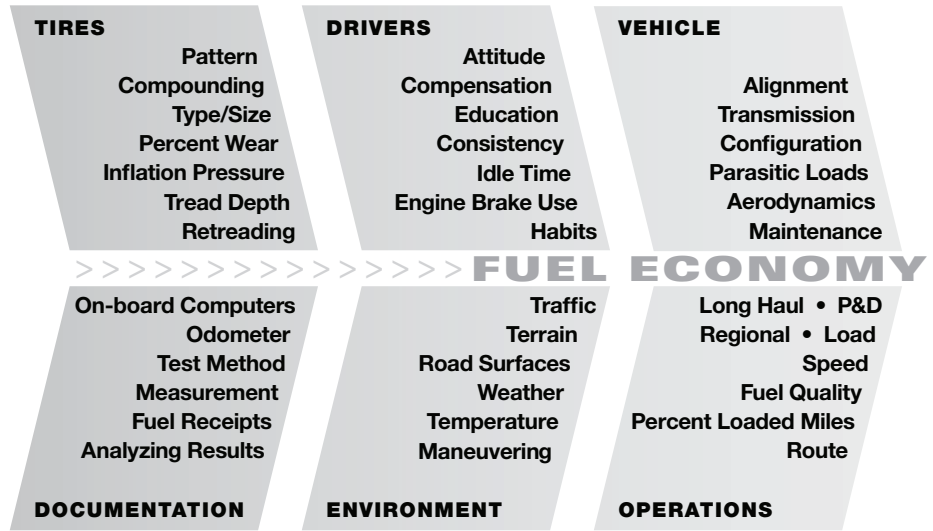 TIRES
Pattern
Compounding
Type/Size
Percent Wear
Inflation Pressure
Tread Depth
Retreading
DRIVERS
Attitude
Compensation
Education
Consistency
Idle Time
Engine Brake Use
Habits
VEHICLE
Alignment
Transmission
Configuration
Parasitic Loads
Aerodynamics
Maintenance
>>>>>>>>>>>>>>> FUEL ECONOMY
On-board Computers
Odometer
Test Method
Measurement
Fuel Receipts
Analyzing Results
DOCUMENTATION
Traffic
Terrain
Road Surfaces
Weather
Temperature
Maneuvering
ENVIRONMENT
Long Haul • P&D
Regional • Load
Speed
Fuel Quality
Percent Loaded Miles
Route
OPERATIONS